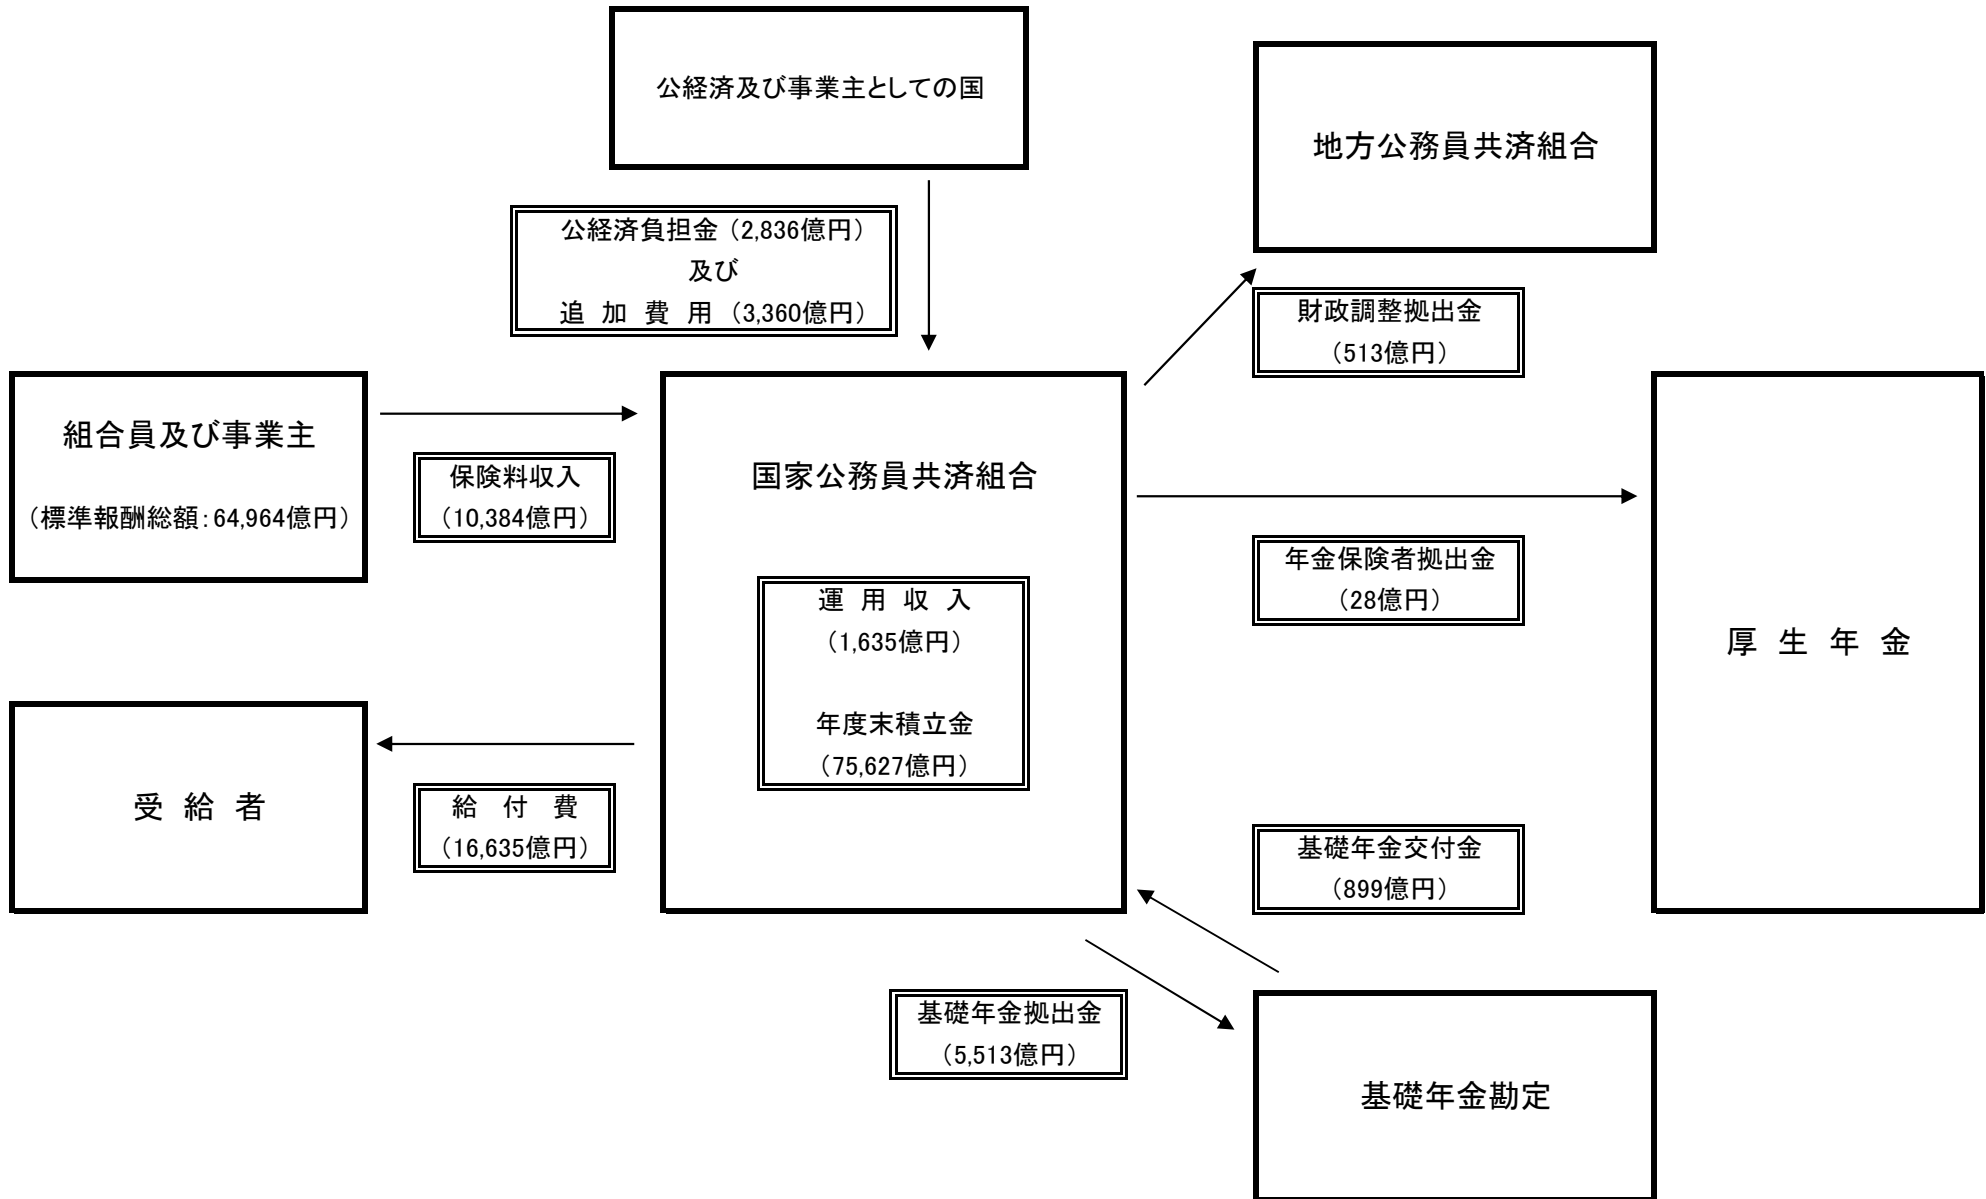 公経済及び事業主としての国
地方公務員共済組合
公経済負担金（2,836億円）
及び
追　加　費　用（3,360億円）
財政調整拠出金
（513億円）
組合員及び事業主
（標準報酬総額：64,964億円）
保険料収入
（10,384億円）
国家公務員共済組合
運　用　収　入
（1,635億円）
年度末積立金
（75,627億円）
年金保険者拠出金
（28億円）
厚　生　年　金
受　給　者
給　付　費
（16,635億円）
基礎年金交付金
（899億円）
基礎年金拠出金
（5,513億円）
基礎年金勘定